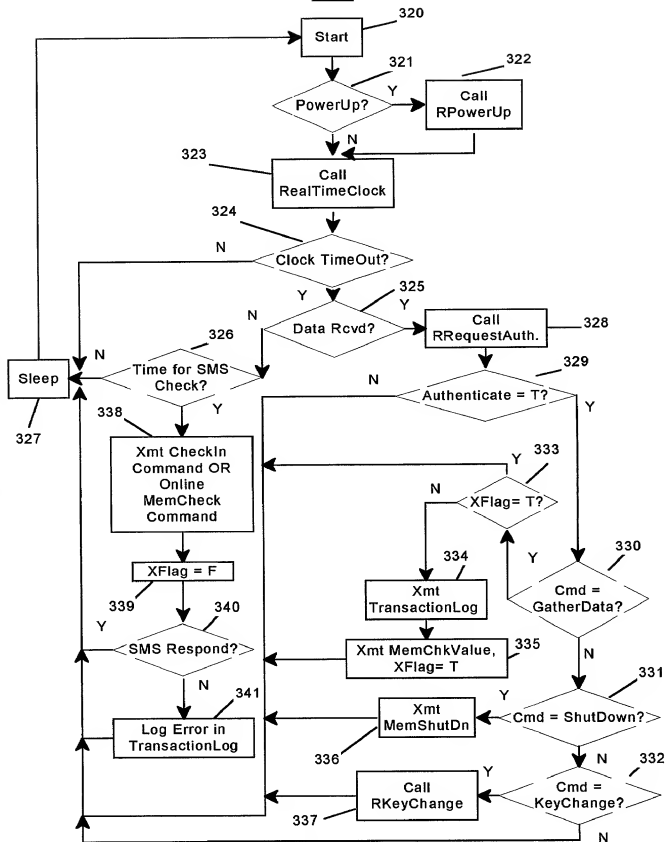 320
Start
321
322
PowerUp?
Y
Call
RPowerUp
N
323
Call
RealTimeClock
324
N
Clock TimeOut?
325
Y
Y
Data Rcvd?
N
Call
RRequestAuth.
328
326
N
Time for SMS
Check?
Sleep
327
Y
329
N
Authenticate = T?
Y
338
Xmt CheckIn
Command OR
Online
MemCheck
Command
Y
333
N
XFlag= T?
Y
330
Cmd =
GatherData?
334
Xmt
TransactionLog
XFlag = F
339
340
Y
SMS Respond?
Xmt MemChkValue,
XFlag= T
335
N
N
331
341
Log Error in
TransactionLog
Xmt
MemShutDn
336
Y
Cmd = ShutDown?
N
332
Call
RKeyChange
337
Y
Cmd =
KeyChange?
N